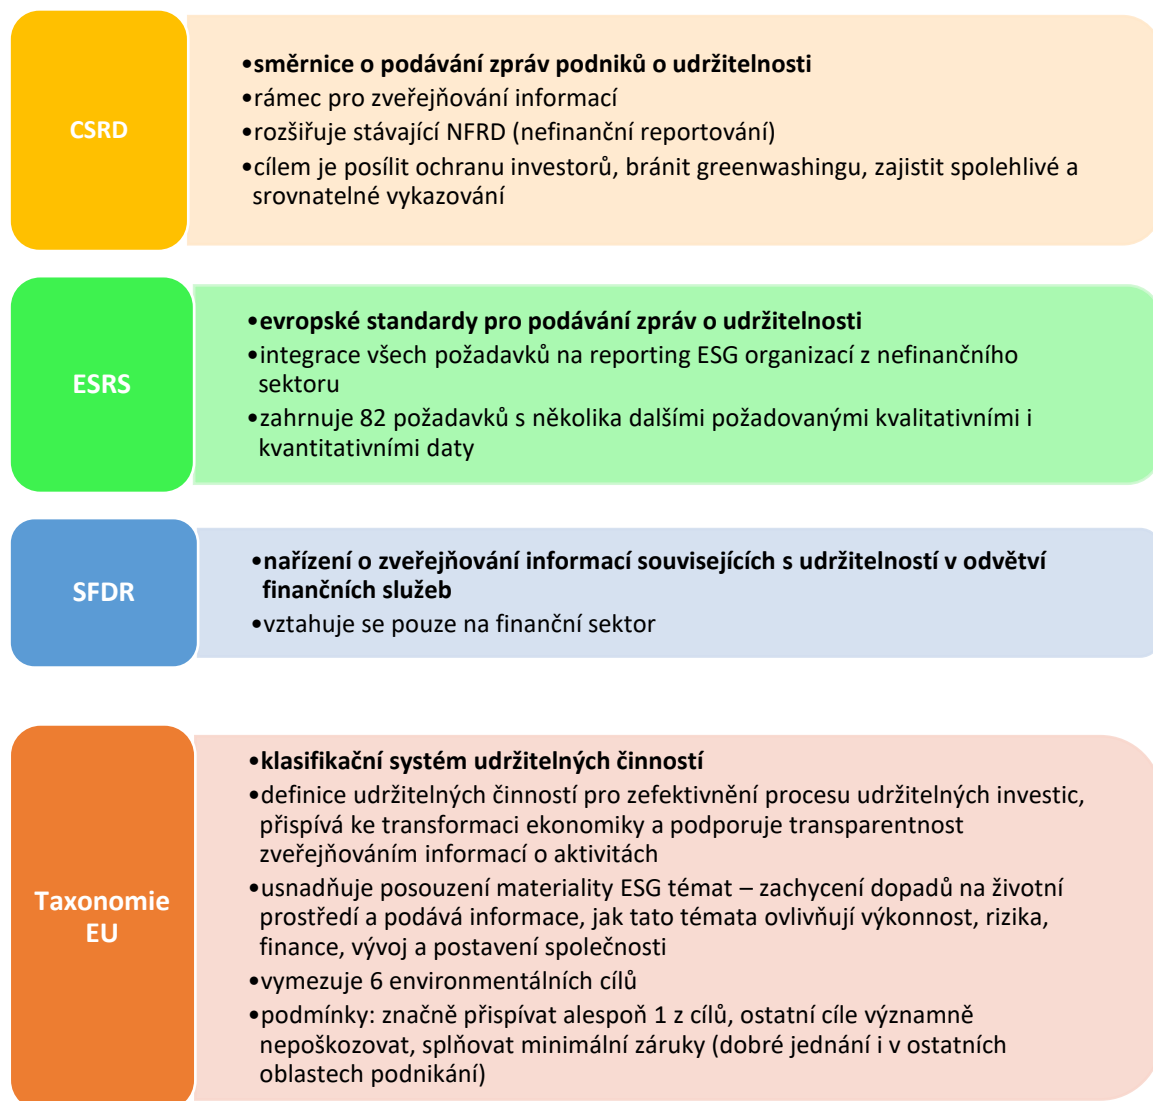 CSRD
•směrnice o podávání zpráv podniků o udržitelnosti
•rámec pro zveřejňování informací
•rozšiřuje stávající NFRD (nefinanční reportování)
•cílem je posílit ochranu investorů, bránit greenwashingu, zajistit spolehlivé a
srovnatelné vykazování
ESRS
•evropské standardy pro podávání zpráv o udržitelnosti
•integrace všech požadavků na reporting ESG organizací z nefinančního
sektoru
•zahrnuje 82 požadavků s několika dalšími požadovanými kvalitativními i
kvantitativními daty
SFDR
•nařízení o zveřejňování informací souvisejících s udržitelností v odvětví
finančních služeb
•vztahuje se pouze na finanční sektor
Taxonomie
EU
•klasifikační systém udržitelných činností
•definice udržitelných činností pro zefektivnění procesu udržitelných investic,
přispívá ke transformaci ekonomiky a podporuje transparentnost
zveřejňováním informací o aktivitách
•usnadňuje posouzení materiality ESG témat – zachycení dopadů na životní
prostředí a podává informace, jak tato témata ovlivňují výkonnost, rizika,
finance, vývoj a postavení společnosti
•vymezuje 6 environmentálních cílů
•podmínky: značně přispívat alespoň 1 z cílů, ostatní cíle významně
nepoškozovat, splňovat minimální záruky (dobré jednání i v ostatních
oblastech podnikání)